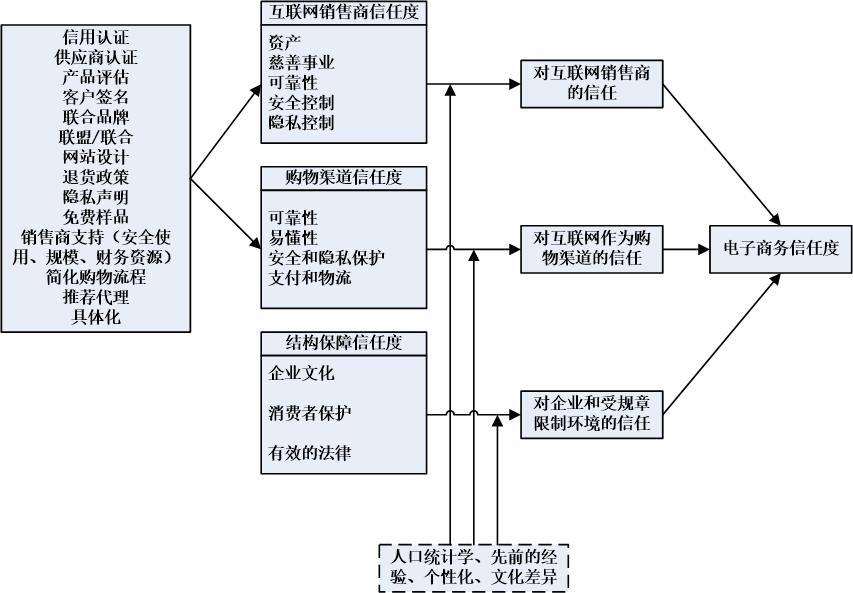 信用认证
供应商认证
产品评估
客户签名
联合品牌
联盟/联合
网站设计
退货政策
隐私声明
免费样品
销售商支持（安全使
用、规模、财务资源）
简化购物流程
推荐代理
具体化
互联网销售商信任度
资产
慈善事业
可靠性
安全控制
隐私控制
购物渠道信任度
可靠性
易懂性
安全和隐私保护
支付和物流
结构保障信任度
企业文化
消费者保护
有效的法律
对互联网销售商
的信任
对互联网作为购
物渠道的信任
对企业和受规章
限制环境的信任
电子商务信任度
人口统计学、先前的经
验、个性化、文化差异